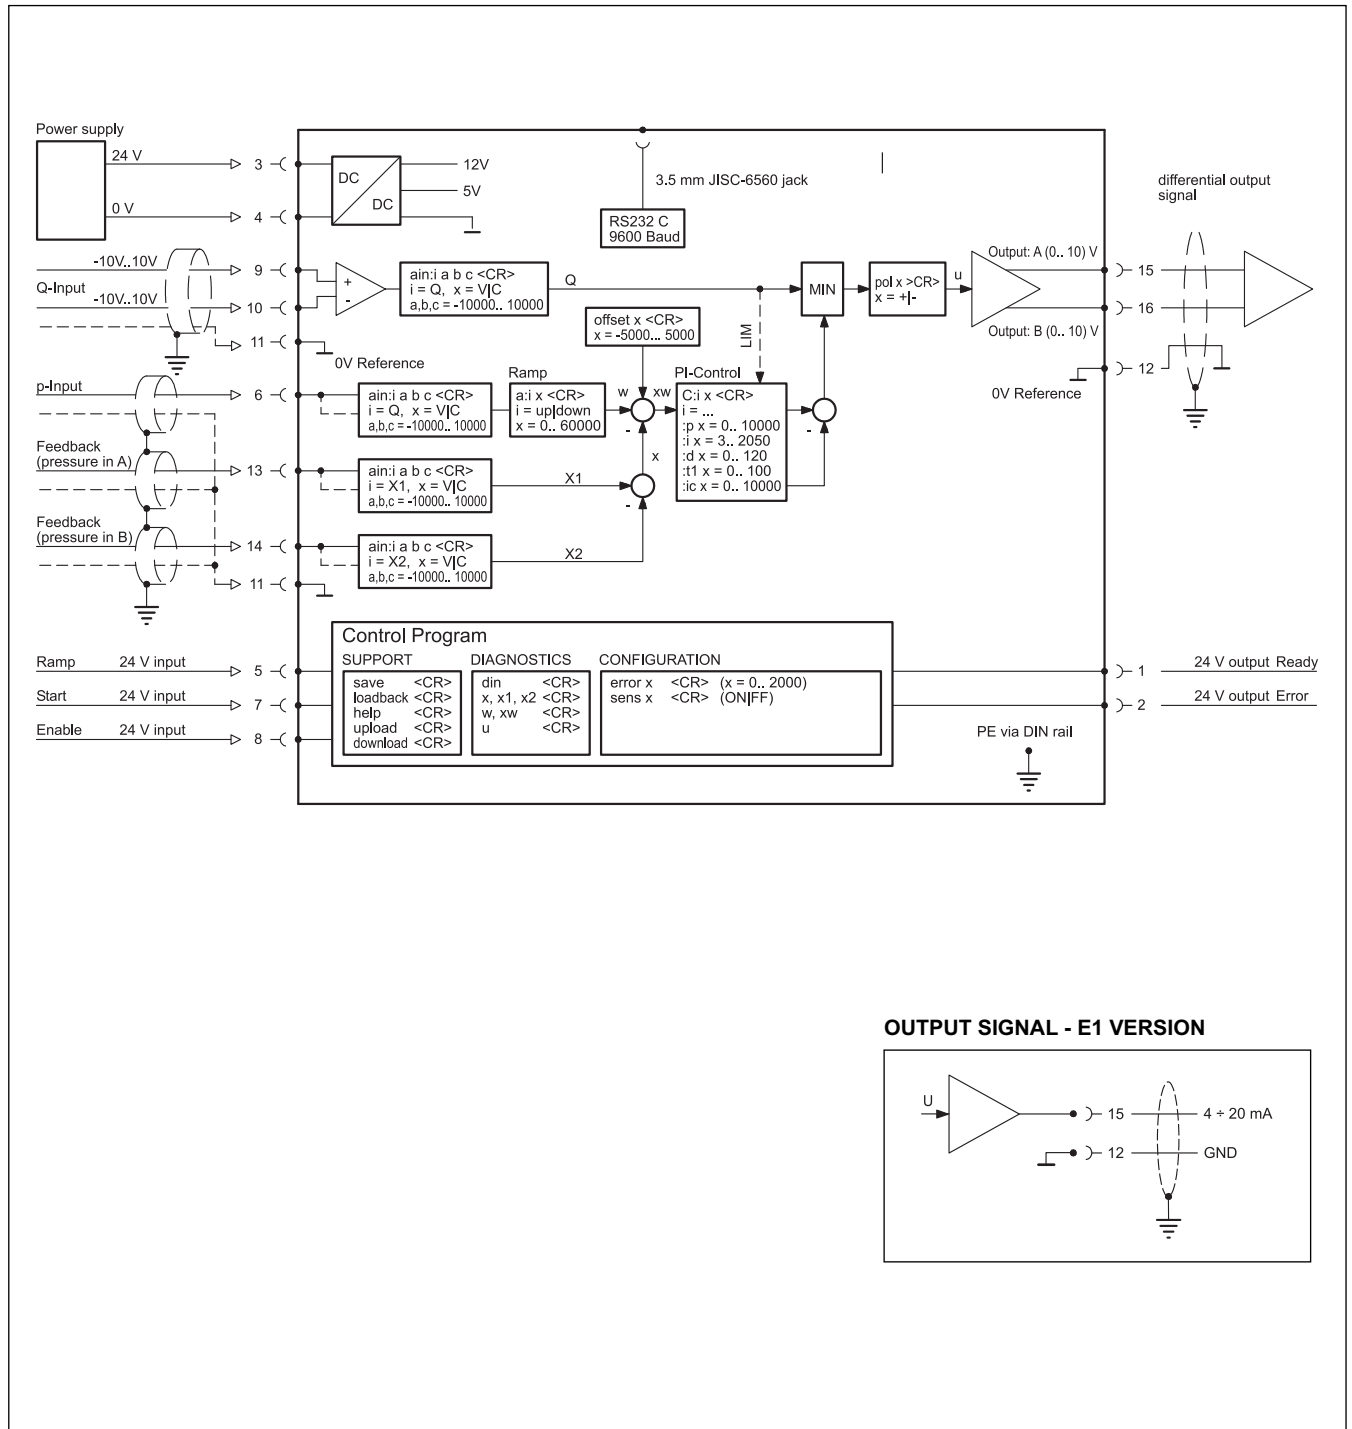 Power supply
24 V
3
0 V
4
DC
DC
12V
5V
3.5 mm JISC-6560 jack
RS232 C
9600 Baud
differential output
signal
-10V..10V
9
Q-Input
-10V..10V
10
11
+
-
0V Reference
ain:i a b c <CR>
i = Q, x = V|C
a,b,c = -10000.. 10000
Q
offset x <CR>
x = -5000... 5000
LIM
MIN
pol x >CR>
x = +|-
u
Output: A (0.. 10) V
15
16
Output: B (0.. 10) V
12
0V Reference
p-Input
6
ain:i a b c <CR>
i = Q, x = V|C
a,b,c = -10000.. 10000
Ramp
a:i x <CR>
i = up|down
x = 0.. 60000
w
xw
-
x
PI-Control
C:i x <CR>
i = ...
:p x = 0.. 10000
:i x = 3.. 2050
:d x = 0.. 120
:t1 x = 0.. 100
:ic x = 0.. 10000
-
Feedback
(pressure in A)
13
ain:i a b c <CR>
i = X1, x = V|C
a,b,c = -10000.. 10000
X1
-
Feedback
(pressure in B)
14
11
ain:i a b c <CR>
i = X2, x = V|C
a,b,c = -10000.. 10000
X2
Ramp 24 V input 5
Start 24 V input 7
Enable 24 V input 8
Control Program
SUPPORT
save <CR>
loadback <CR>
help <CR>
upload <CR>
download <CR>
DIAGNOSTICS
din <CR>
x, x1, x2 <CR>
w, xw <CR>
u <CR>
CONFIGURATION
error x <CR> (x = 0.. 2000)
sens x <CR> (ON|FF)
1 24 V output Ready
2 24 V output Error
PE via DIN rail
OUTPUT SIGNAL - E1 VERSION
U
15 4 ÷ 20 mA
12 GND